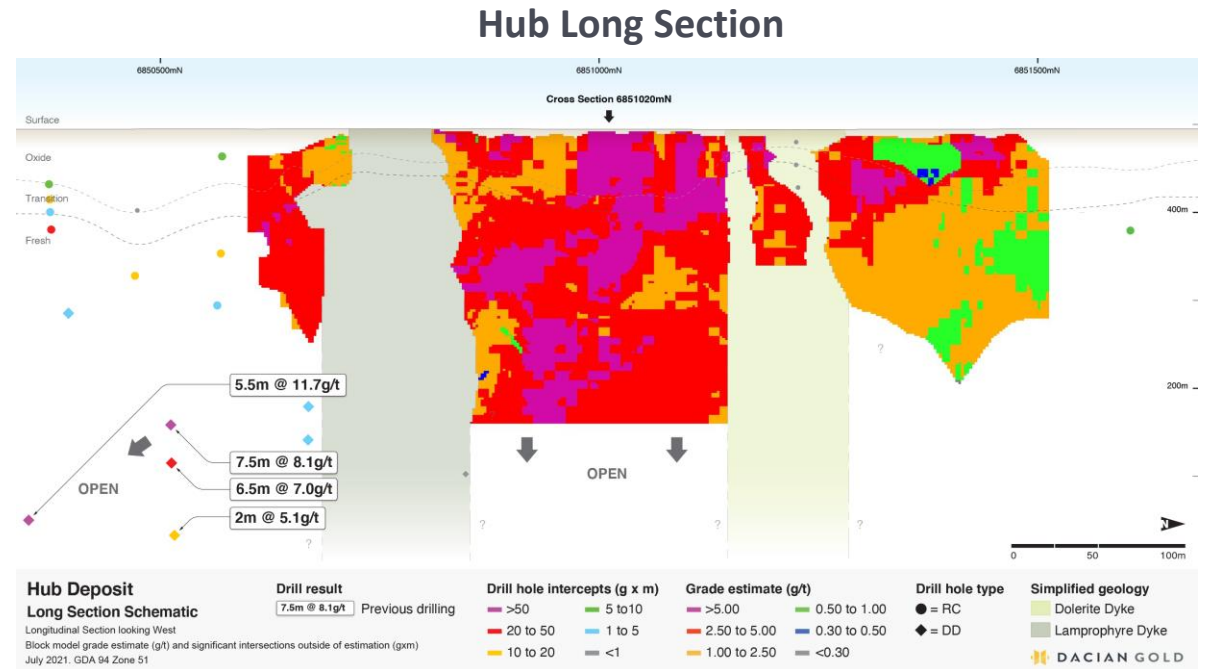 Hub Long Section
6850500mN
6851000mN
6851500mN
Cross Section 6851020mN
Surface
Oxide
Transition
Fresh
400m
200m
5.5m @ 11.7g/t
7.5m @ 8.1g/t
6.5m @ 7.0g/t
2m @ 5.1g/t
OPEN
OPEN
?
?
?
?
?
N
0 50 100m
Hub Deposit
Long Section Schematic
Longitudinal Section looking West
Block model grade estimate (g/t) and significant intersections outside of estimation (gxm)
July 2021. GDA 94 Zone 51
Drill result
7.5m @ 8.1g/t Previous drilling
Drill hole intercepts (g x m)
>50
20 to 50
10 to 20
5 to10
1 to 5
<1
Grade estimate (g/t)
>5.00
2.50 to 5.00
1.00 to 2.50
0.50 to 1.00
0.30 to 0.50
<0.30
Drill hole type
= RC
= DD
Simplified geology
Dolerite Dyke
Lamprophyre Dyke
DACIAN GOLD